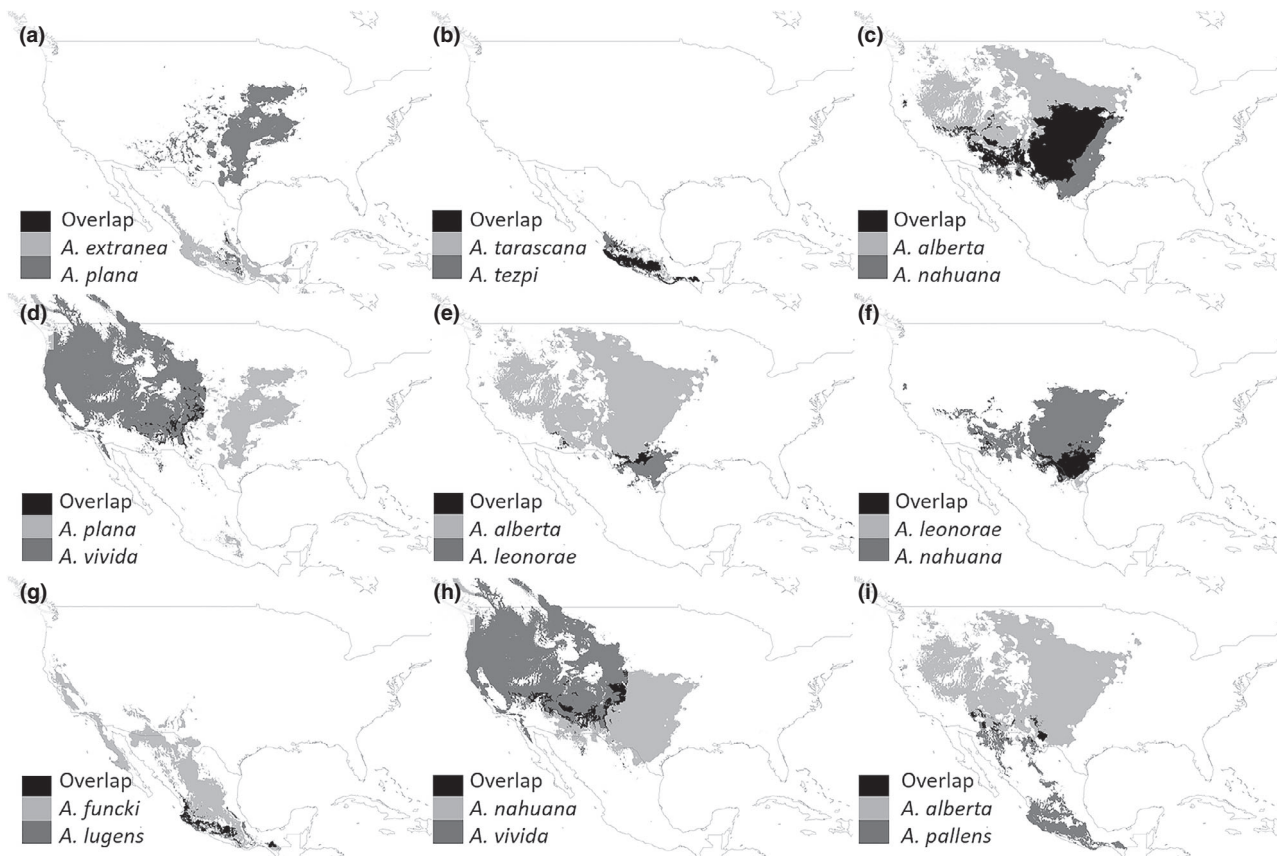 (a)
Overlap
A. extranea
A. plana
(b)
Overlap
A. tarascana
A. tezpi
(c)
Overlap
A. alberta
A. nahuana
(d)
Overlap
A. plana
A. vivida
(e)
Overlap
A. alberta
A. leonorae
(f)
Overlap
A. leonorae
A. nahuana
(g)
Overlap
A. funcki
A. lugens
(h)
Overlap
A. nahuana
A. vivida
(i)
Overlap
A. alberta
A. pallens